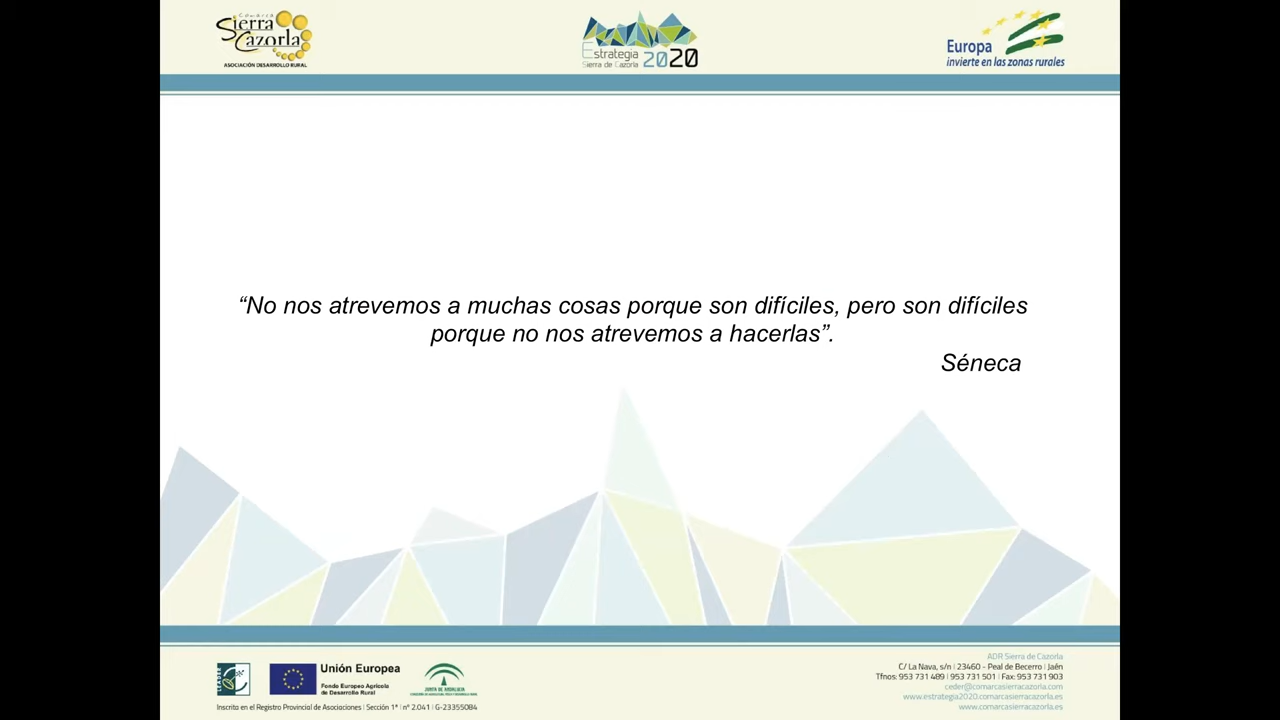 Comarca
Sierra
Cazorla
ASOCIACIÓN DESARROLLO RURAL
Estrategia
Sierra de Cazorla 2020
Europa
invierte en las zonas rurales
“No nos atrevemos a muchas cosas porque son difíciles, pero son difíciles
porque no nos atrevemos a hacerlas”.
Séneca
LEADER
Unión Europea
Fondo Europeo Agrícola
de Desarrollo Rural
JUNTA DE ANDALUCIA
Inscrito en el Registro Provincial de Asociaciones | Sección 1ª | nº 2.041 | G-23355084
ADR Sierra de Cazorla
C/ La Nava, s/n | 23460 - Peal de Becerro | Jaén
Tfnos: 953 731 489 | 953 731 501 | Fax: 953 731 903
ceder@comarcasierracazorla.com
www.estrategia2020.comarcasierracazorla.es
www.comarcasierracazorla.es